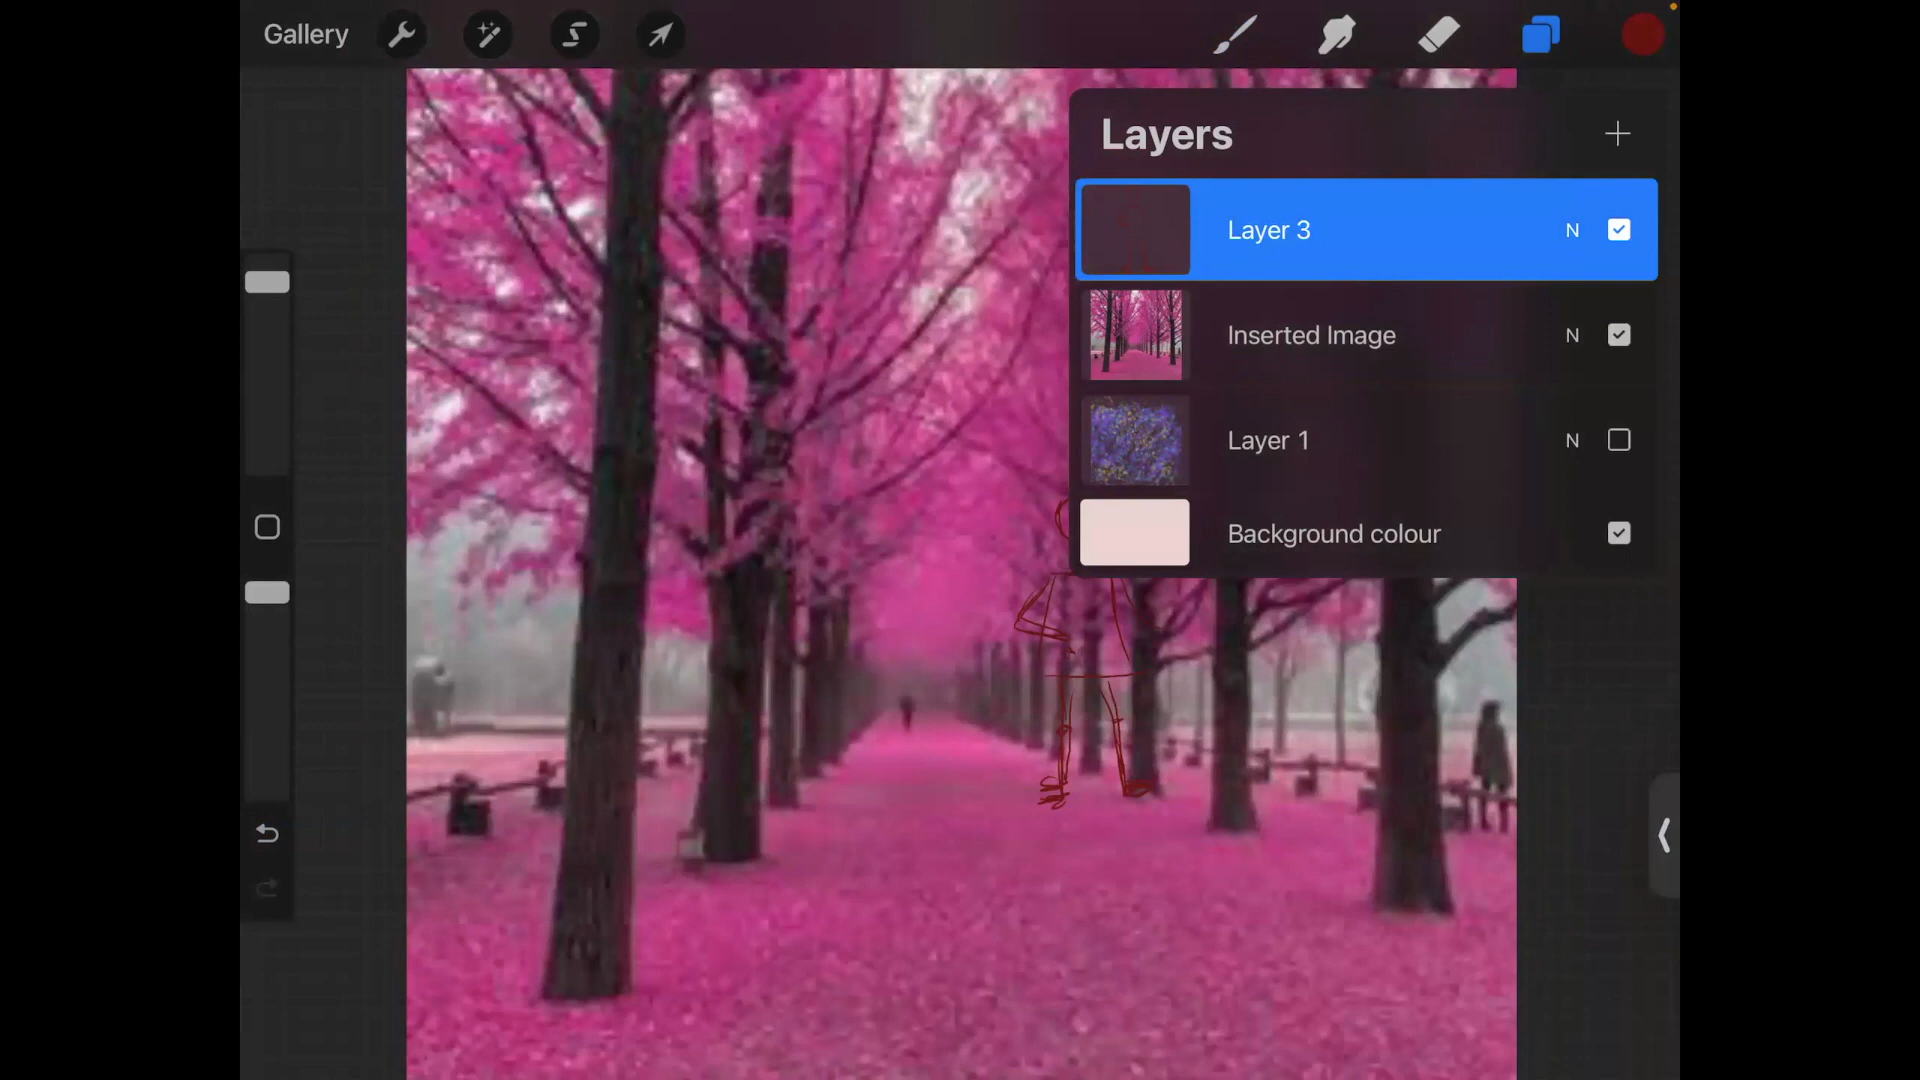 Gallery
Layers
Layer 3 N
Inserted Image N
Layer 1 N
Background colour